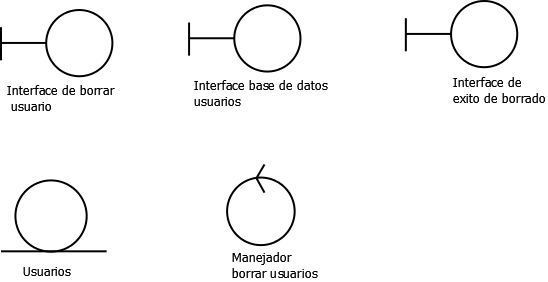 Interface de borrar
usuario
Interface base de datos
usuarios
Interface de
exito de borrado
Usuarios
Manejador
borrar usuarios